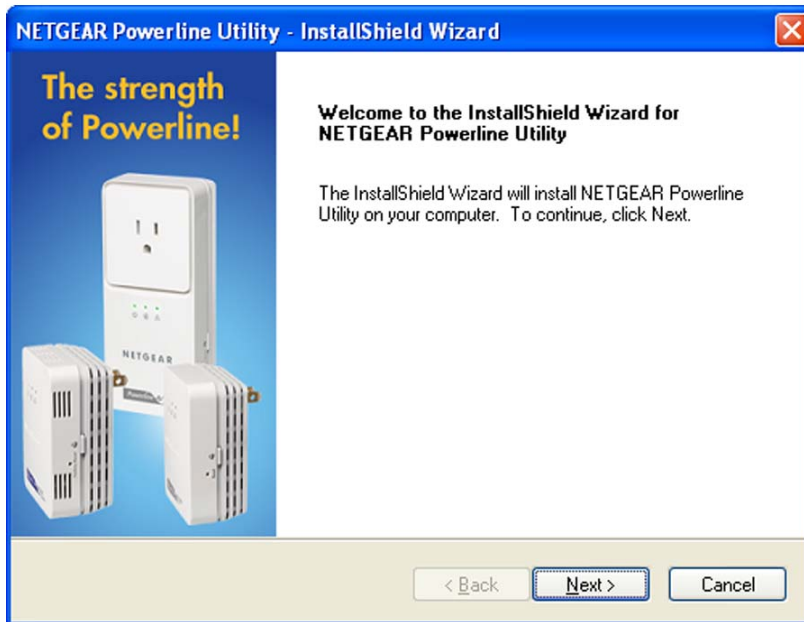 NETGEAR Powerline Utility - InstallShield Wizard
The strength
of Powerline!
NETGEAR
Welcome to the InstallShield Wizard for
NETGEAR Powerline Utility
The InstallShield Wizard will install NETGEAR Powerline
Utility on your computer. To continue, click Next.
< Back
Next >
Cancel